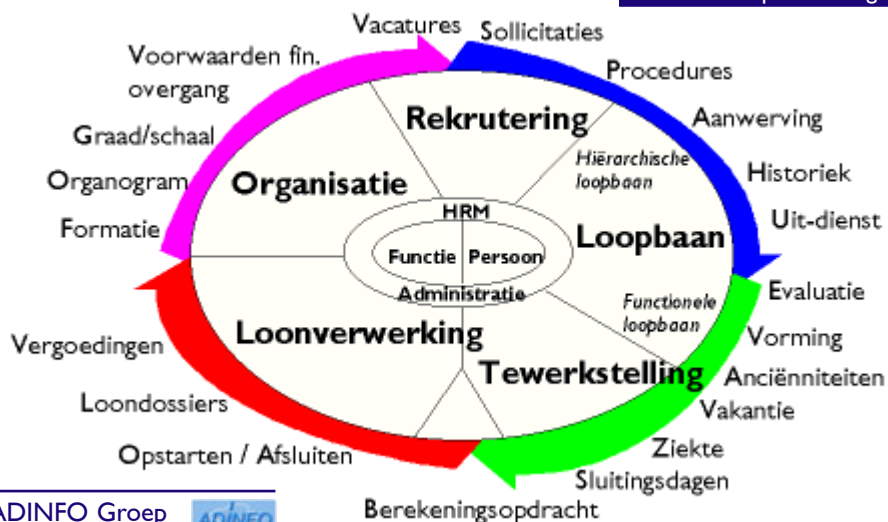 Vacatures
Sollicitaties
Voorwaarden fin.
overgang
Procedures
Graad/schaal
Aanwerving
Organogram
Historiek
Formatie
Uit-dienst
Rekrutering
Hiërarchische
loopbaan
Organisatie
HRM
Loopbaan
Functie
Persoon
Administratie
Functionele
loopbaan
Loonverwerking
Tewerkstelling
Evaluatie
Vergoedingen
Vorming
Anciënniteiten
Loondossiers
Vakantie
Opstarten / Afsluiten
Ziekte
Sluitingsdagen
Berekeningsopdracht
ADINFO Groep
ADINFO